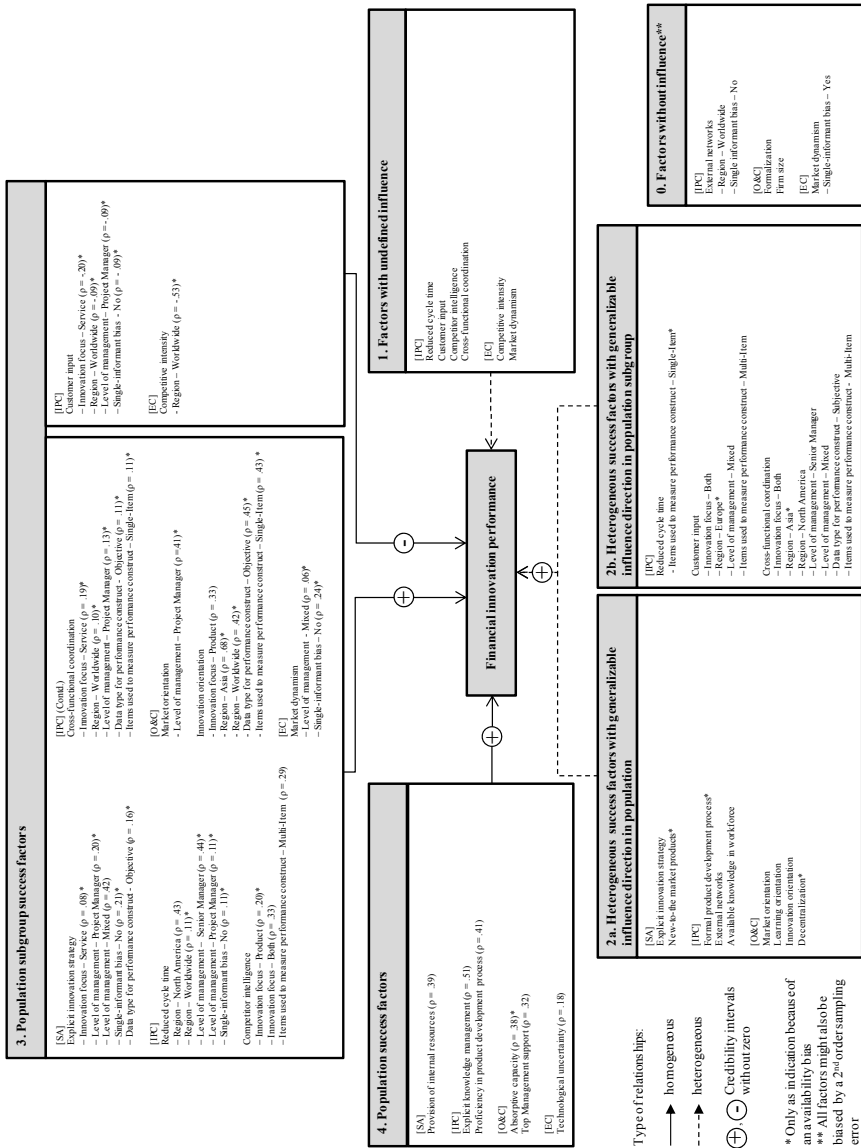 3. Population subgroup success factors
[SA]
Explicit innovation strategy
– Innovation focus – Service (ρ = .08)*
– Level of management – Project Manager (ρ = .20)*
– Level of management – Mixed (ρ = .42)
– Single-informant bias – No (ρ = .21)*
– Data type for performance construct - Objective (ρ = .16)*
[IPC]
Reduced cycle time
– Region – North America (ρ = .43)
– Region – Worldwide (ρ = .11)*
– Level of management – Senior Manager (ρ = .44)*
– Level of management – Project Manager (ρ = .11)*
– Single-informant bias – No (ρ = .11)*
Competitor intelligence
– Innovation focus – Product (ρ = .20)*
– Innovation focus – Both (ρ = .33)
– Items used to measure performance construct – Multi-Item (ρ = .29)
[IPC] (Contd.)
Cross-functional coordination
– Innovation focus – Service (ρ = .19)*
– Region – Worldwide (ρ = .10)*
– Level of management – Project Manager (ρ = .13)*
– Data type for performance construct - Objective (ρ = .11)*
– Items used to measure performance construct – Single-Item (ρ = .11)*
[O&C]
Market orientation
- Level of management – Project Manager (ρ =.41)*
Innovation orientation
- Innovation focus – Product (ρ = .33)
- Region – Asia (ρ = .68)*
- Region – Worldwide (ρ = .42)*
- Data type for performance construct – Objective (ρ = .45)*
- Items used to measure performance construct – Single-Item (ρ = .43) *
[EC]
Market dynamism
– Level of management - Mixed (ρ = .06)*
– Single-informant bias – No (ρ = .24)*
[IPC]
Customer input
– Innovation focus – Service (ρ = -.20)*
– Region – Worldwide (ρ = -.09)*
– Level of management – Project Manager (ρ = -.09)*
– Single-informant bias - No (ρ = - .09)*
[EC]
Competitive intensity
- Region – Worldwide (ρ = - .53)*
4. Population success factors
[SA]
Provision of internal resources (ρ = .39)
[IPC]
Explicit knowledge management (ρ = .51)
Proficiency in product development process (ρ = .41)
[O&C]
Absorptive capacity (ρ = .38)*
Top Management support (ρ = .32)
[EC]
Technological uncertainty (ρ = .18)
+
+
-
+
Financial innovation performance
1. Factors with undefined influence
[IPC]
Reduced cycle time
Customer input
Competitor intelligence
Cross-functional coordination
[EC]
Competitive intensity
Market dynamism
2a. Heterogeneous success factors with generalizable
influence direction in population
[SA]
Explicit innovation strategy
New-to-the market products*
[IPC]
Formal product development process*
External networks
Available knowledge in workforce
[O&C]
Market orientation
Learning orientation
Innovation orientation
Decentralization*
2b. Heterogenous success factors with generalizable
influence direction in population subgroup
[IPC]
Reduced cycle time
- Items used to measure performance construct – Single-Item*
Customer input
– Innovation focus – Both
– Region – Europe*
– Level of management – Mixed
– Items used to measure performance construct – Multi-Item
Cross-functional coordination
– Innovation focus – Both
– Region – Asia*
– Region – North America
– Level of management – Senior Manager
– Level of management – Mixed
– Data type for performance construct – Subjective
– Items used to measure performance construct - Multi-Item
0. Factors without influence**
[IPC]
External networks
– Region – Worldwide
– Single informant bias – No
[O&C]
Formalization
Firm size
[EC]
Market dynamism
– Single-informant bias – Yes
Type of relationships:
homogeneous
heterogeneous
+, - Credibility intervals
without zero
* Only as indication because of
an availability bias
** All factors might also be
biased by a 2nd order sampling
error